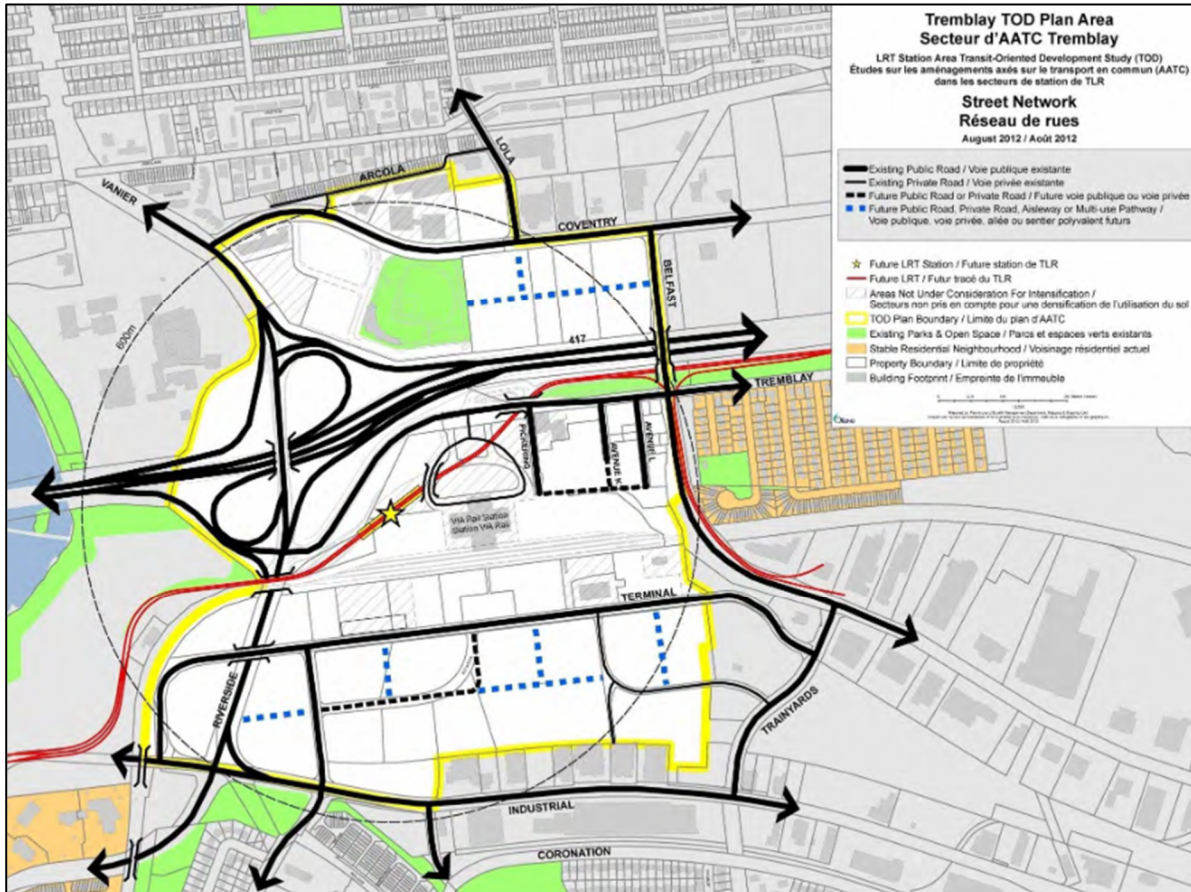 Tremblay TOD Plan Area
Secteur d'AATC Tremblay
LRT Station Area Transit-Oriented Development Study (TOD)
Études sur les aménagements axés sur le transport en commun (AATC)
dans les secteurs de station de TLR
Street Network
Réseau de rues
August 2012 / Août 2012
Existing Public Road / Voie publique existante
Existing Private Road / Voie privée existante
Future Public Road or Private Road / Future voie publique ou voie privée
Future Public Road, Private Road, Aisleway or Multi-use Pathway /
Voie publique, voie privée, allée ou sentier polyvalent futurs
Future LRT Station / Future station de TLR
Future LRT / Futur tracé du TLR
Areas Not Under Consideration For Intensification /
Secteurs non pris en compte pour une densification de l'utilisation du sol
TOD Plan Boundary / Limite du plan d'AATC
Existing Parks & Open Space / Parcs et espaces verts existants
Stable Residential Neighbourhood / Voisinage résidentiel actuel
Property Boundary / Limite de propriété
Building Footprint / Empreinte de l'immeuble
VANIER
ARCOLA
LOLA
COVENTRY
BELFAST
600m
417
TREMBLAY
PICKERING
AVENUE K
AVENUE L
VIA Rail Station
station VIA Rail
TERMINAL
RIVERSIDE
TRAINYARDS
INDUSTRIAL
CORONATION